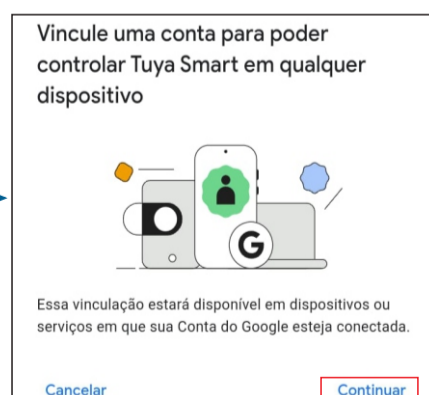 Vincule uma conta para poder
controlar Tuya Smart em qualquer
dispositivo
G
Essa vinculação estará disponível em dispositivos ou
serviços em que sua Conta do Google esteja conectada.
Cancelar Continuar